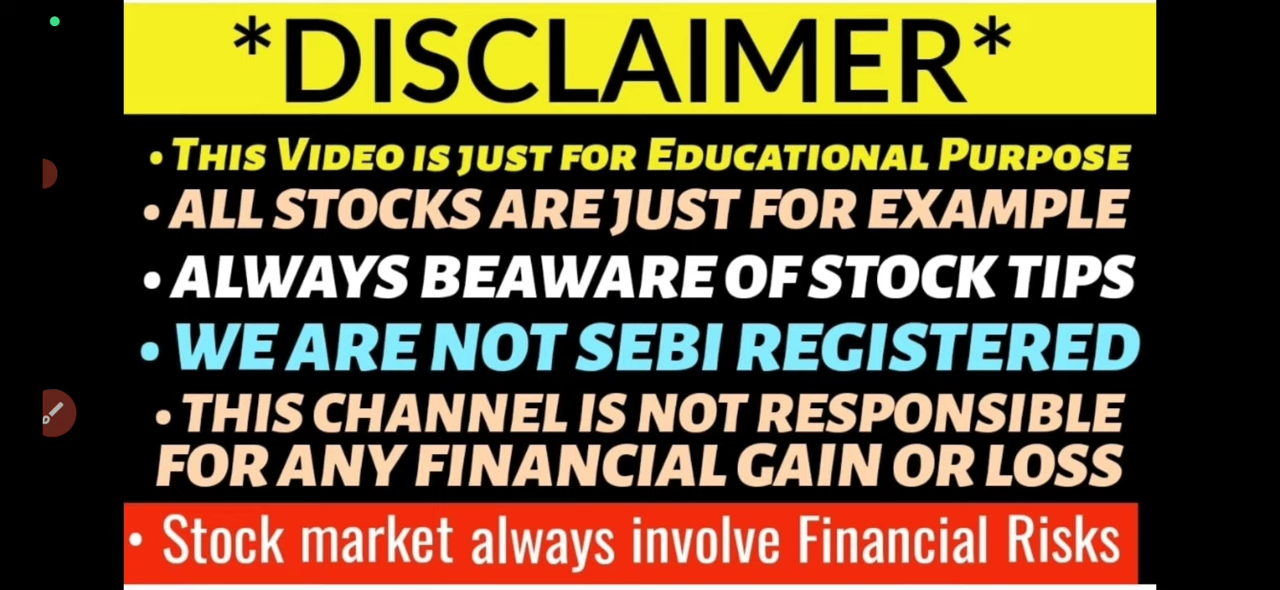 *DISCLAIMER*
• THIS VIDEO IS JUST FOR EDUCATIONAL PURPOSE
• ALL STOCKS ARE JUST FOR EXAMPLE
• ALWAYS BEAWARE OF STOCK TIPS
• WE ARE NOT SEBI REGISTERED
• THIS CHANNEL IS NOT RESPONSIBLE
FOR ANY FINANCIAL GAIN OR LOSS
• Stock market always involve Financial Risks